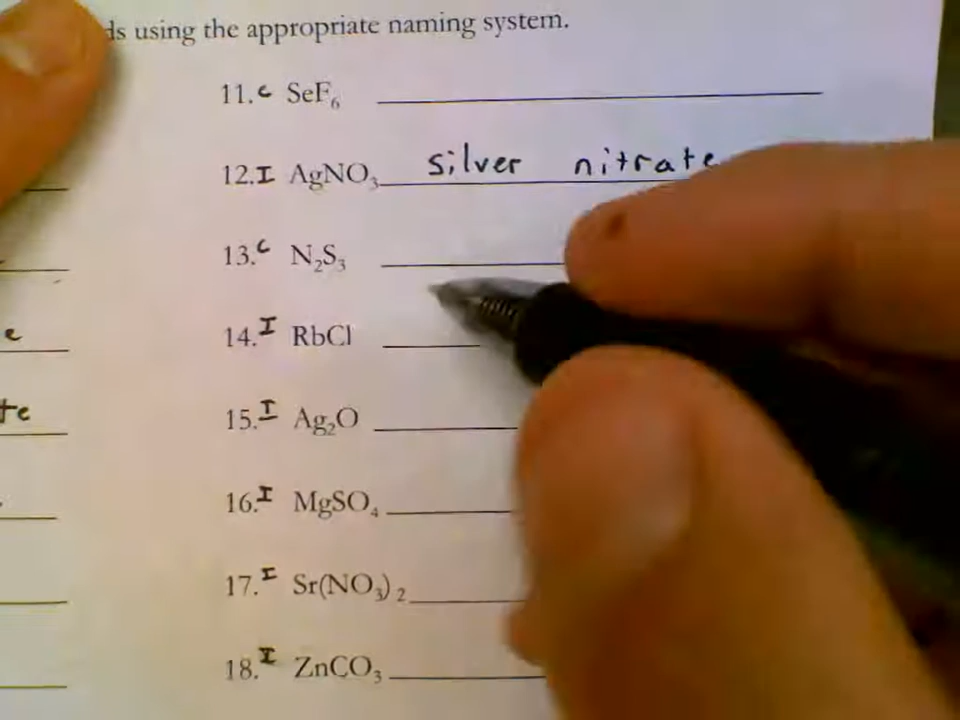 ds using the appropriate naming system.
11. C SeF₆
12. I AgNO₃ silver nitrate
13. C N₂S₃
e 14. I RbCl
te 15. I Ag₂O
16. I MgSO₄
17. I Sr(NO₃)₂
18. I ZnCO₃